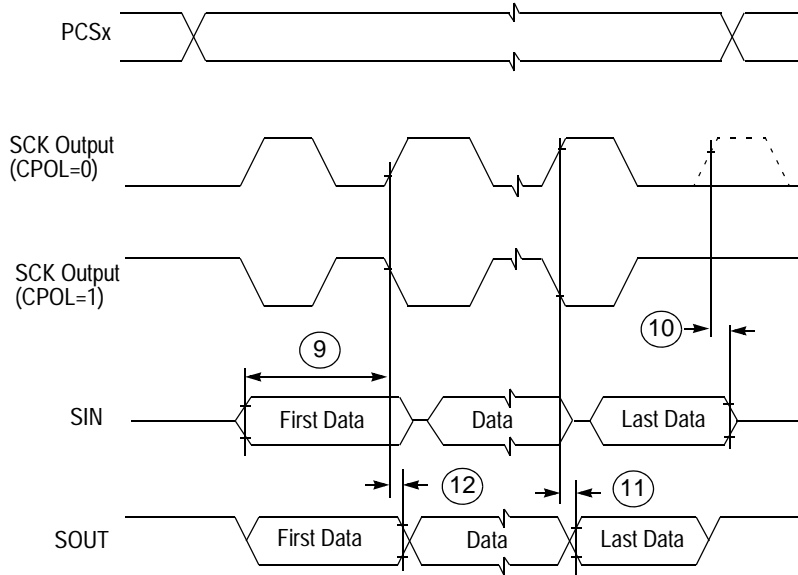 PCSx
SCK Output
(CPOL=0)
SCK Output
(CPOL=1)
10
9
SIN
First Data
Data
Last Data
12
11
SOUT
First Data
Data
Last Data